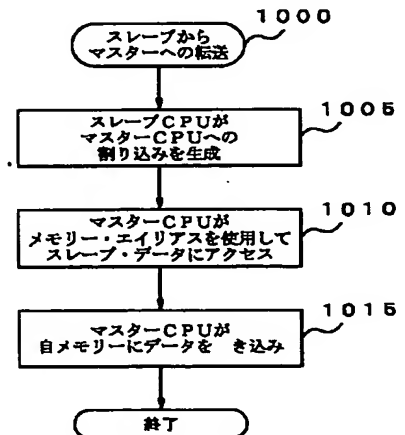 スレーブから
マスターへの転送
1000
スレーブCPUが
マスターCPUへの
割り込みを生成
1005
マスターCPUが
メモリー・エイリアスを使用して
スレーブ・データにアクセス
1010
マスターCPUが
自メモリーにデータを き込み
1015
終了